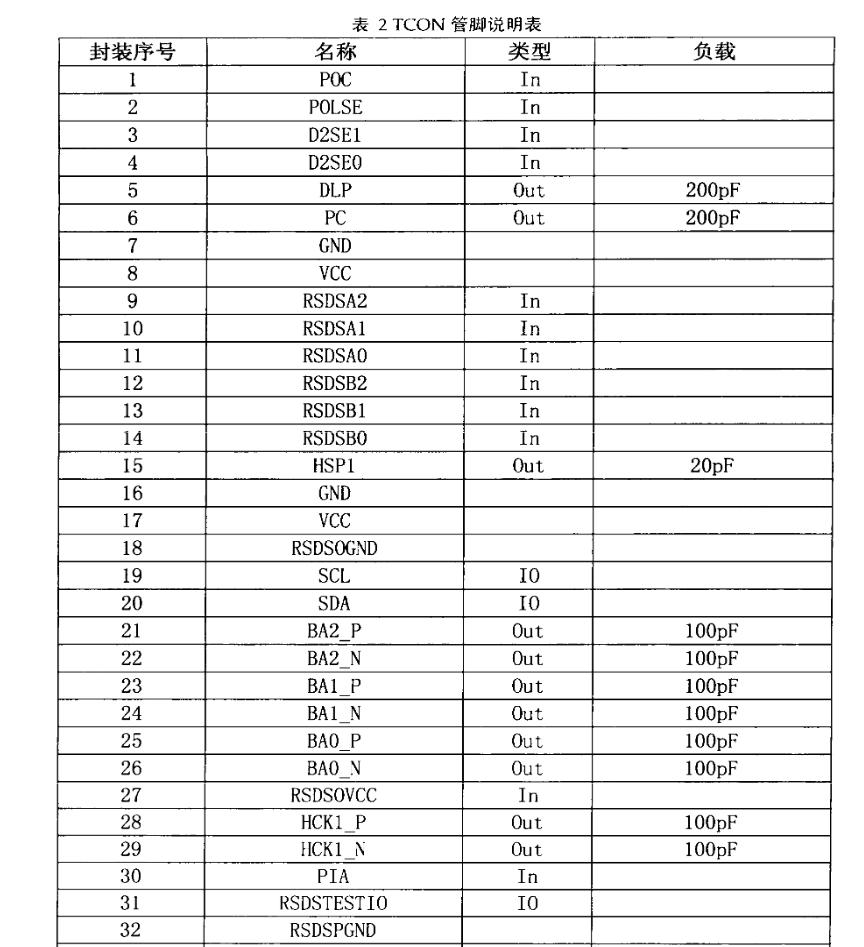 表 2 TCON 管脚说明表
封装序号 名称 类型 负载
1 POC In
2 POLSE In
3 D2SE1 In
4 D2SE0 In
5 DLP Out 200pF
6 PC Out 200pF
7 GND
8 VCC
9 RSDSA2 In
10 RSDSA1 In
11 RSDSA0 In
12 RSDSB2 In
13 RSDSB1 In
14 RSDSB0 In
15 HSP1 Out 20pF
16 GND
17 VCC
18 RSDSOGND
19 SCL IO
20 SDA IO
21 BA2_P Out 100pF
22 BA2_N Out 100pF
23 BA1_P Out 100pF
24 BA1_N Out 100pF
25 BA0_P Out 100pF
26 BA0_N Out 100pF
27 RSDSOVCC In
28 HCK1_P Out 100pF
29 HCK1_N Out 100pF
30 PIA In
31 RSDSTESTIO IO
32 RSDSPGND